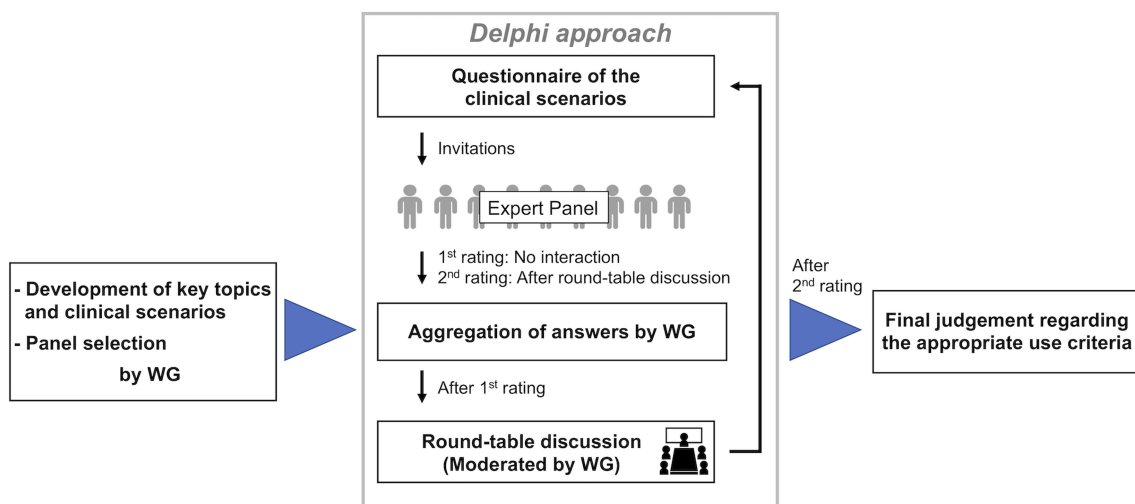 Delphi approach
Questionnaire of the
clinical scenarios
Invitations
Expert Panel
1st rating: No interaction
2nd rating: After round-table discussion
- Development of key topics
and clinical scenarios
- Panel selection
by WG
Aggregation of answers by WG
After 1st rating
Round-table discussion
(Moderated by WG)
After
2nd rating
Final judgement regarding
the appropriate use criteria